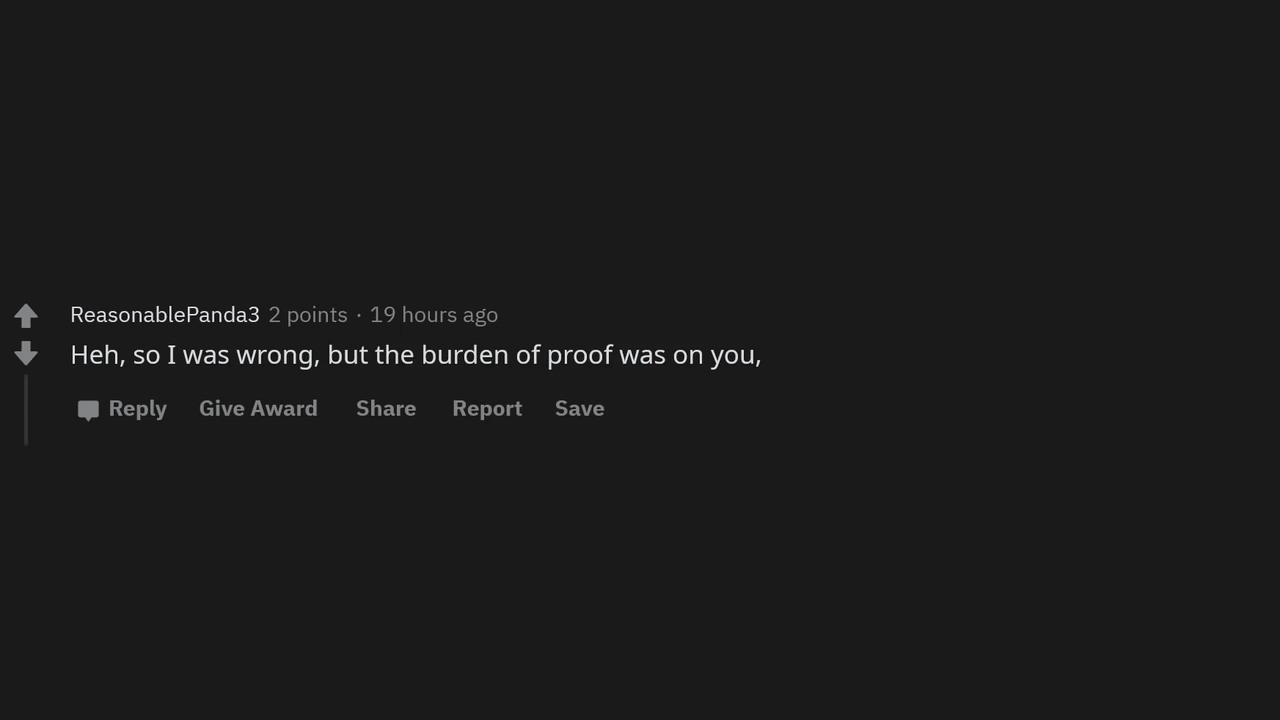 ReasonablePanda3 2 points · 19 hours ago
Heh, so I was wrong, but the burden of proof was on you,
Reply Give Award Share Report Save